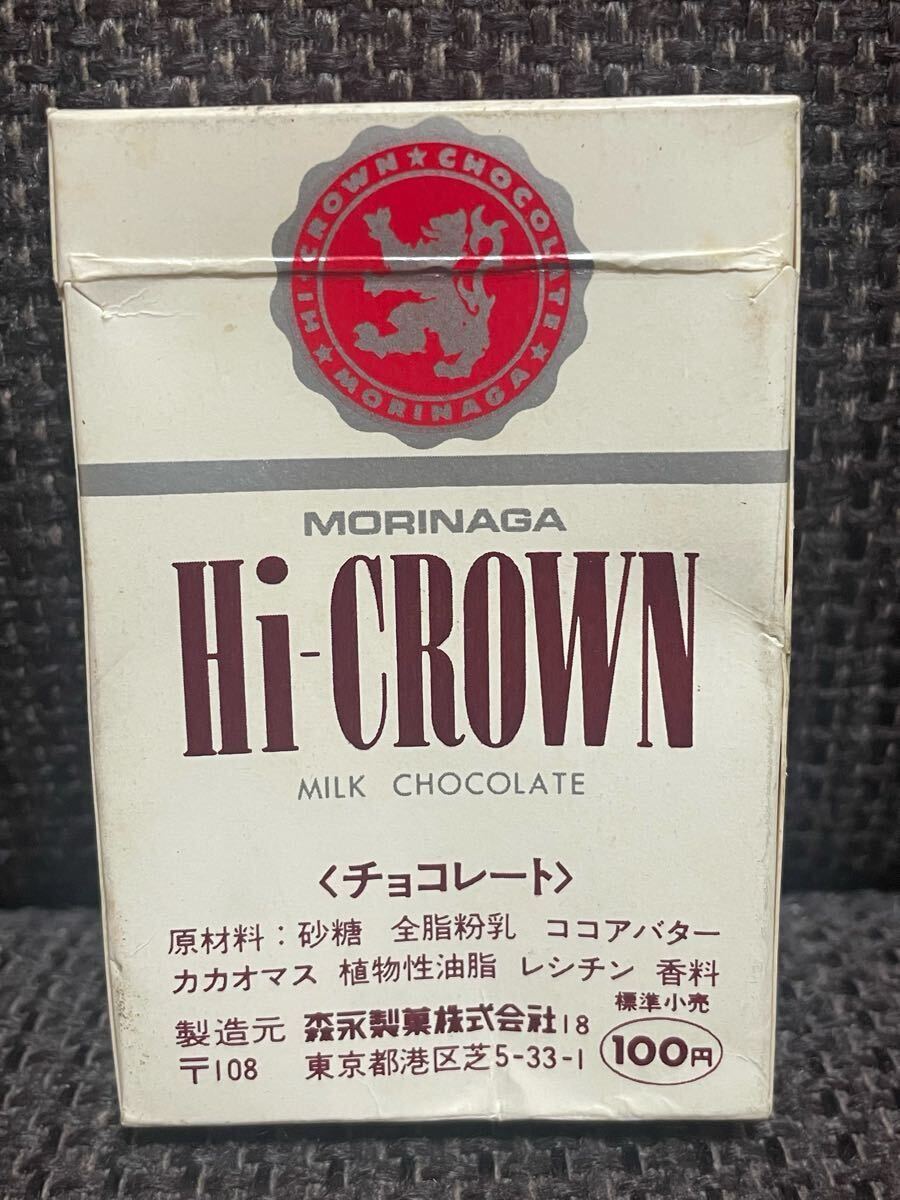 Hi-CROWN★CHOCOLATE★MORINAGA★
MORINAGA
Hi-CROWN
MILK CHOCOLATE
〈チョコレート〉
原材料：砂糖 全脂粉乳 ココアバター
カカオマス 植物性油脂 レシチン 香料
標準小売
製造元 森永製菓株式会社18
100円
〒108 東京都港区芝5-33-1